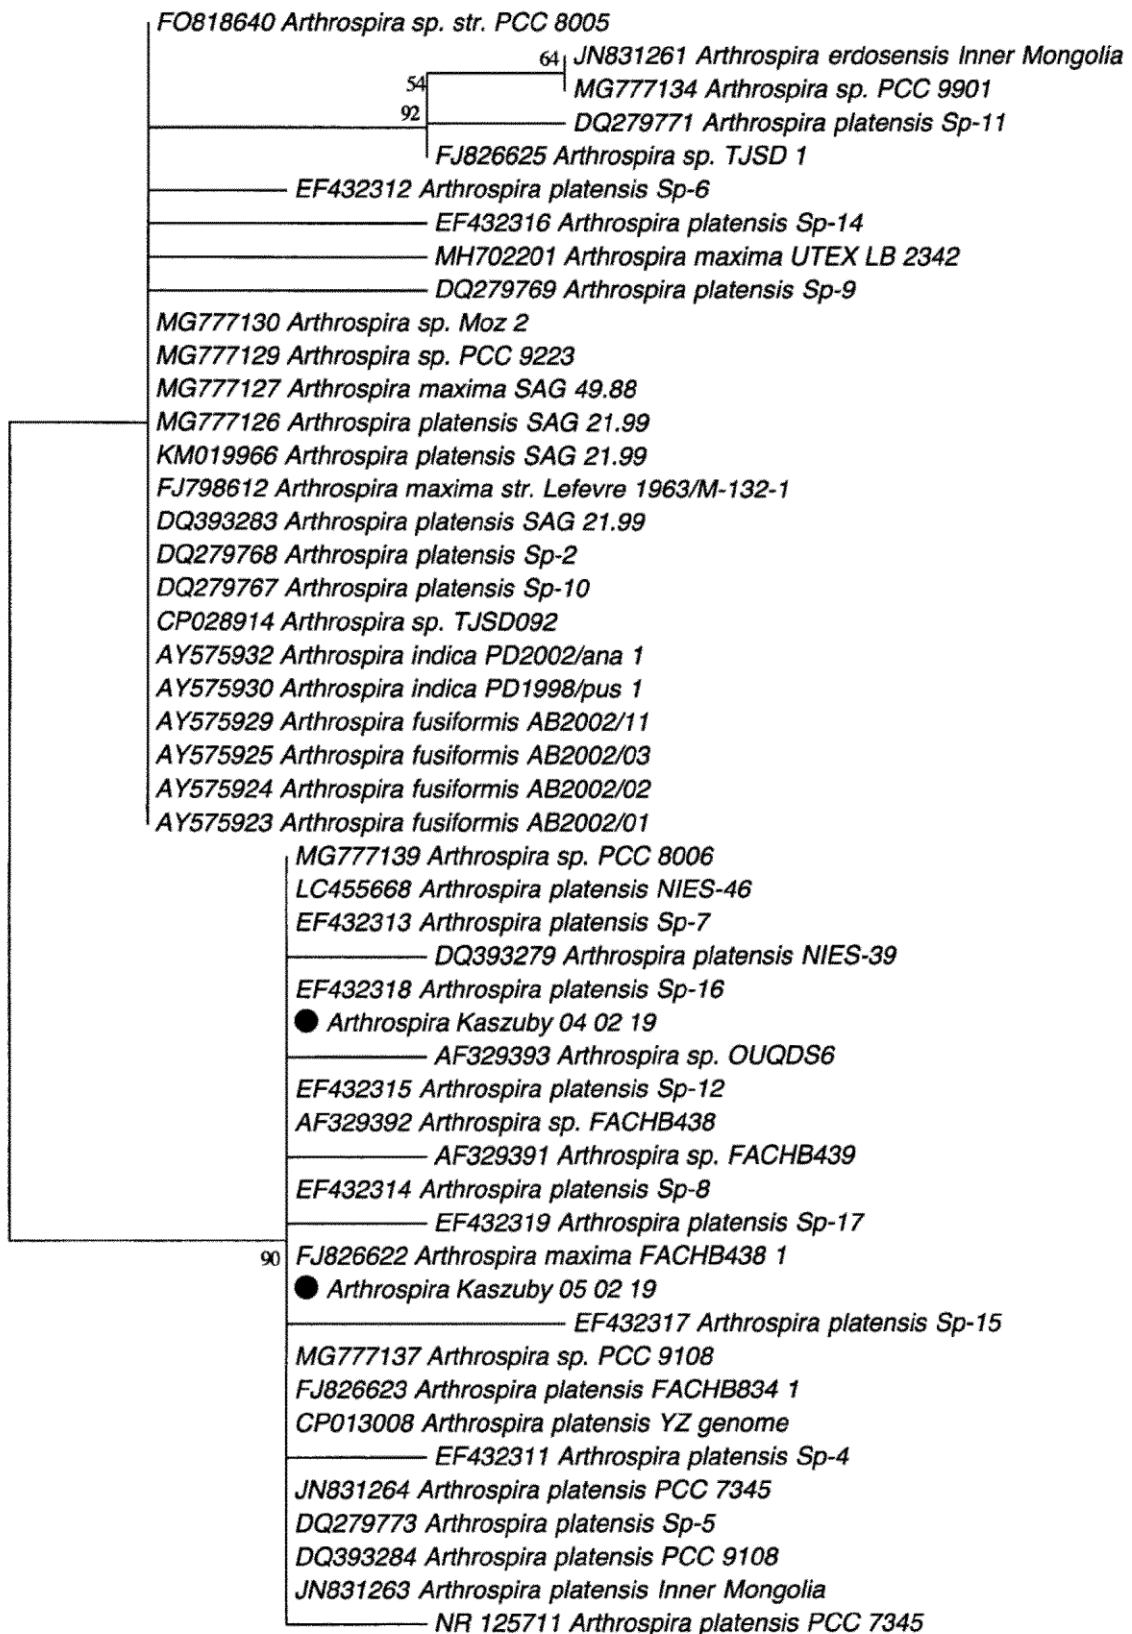 FO818640 Arthrospira sp. str. PCC 8005
64 JN831261 Arthrospira erdosensis Inner Mongolia
54 MG777134 Arthrospira sp. PCC 9901
92 DQ279771 Arthrospira platensis Sp-11
FJ826625 Arthrospira sp. TJSD 1
EF432312 Arthrospira platensis Sp-6
EF432316 Arthrospira platensis Sp-14
MH702201 Arthrospira maxima UTEX LB 2342
DQ279769 Arthrospira platensis Sp-9
MG777130 Arthrospira sp. Moz 2
MG777129 Arthrospira sp. PCC 9223
MG777127 Arthrospira maxima SAG 49.88
MG777126 Arthrospira platensis SAG 21.99
KM019966 Arthrospira platensis SAG 21.99
FJ798612 Arthrospira maxima str. Lefevre 1963/M-132-1
DQ393283 Arthrospira platensis SAG 21.99
DQ279768 Arthrospira platensis Sp-2
DQ279767 Arthrospira platensis Sp-10
CP028914 Arthrospira sp. TJSD092
AY575932 Arthrospira indica PD2002/ana 1
AY575930 Arthrospira indica PD1998/pus 1
AY575929 Arthrospira fusiformis AB2002/11
AY575925 Arthrospira fusiformis AB2002/03
AY575924 Arthrospira fusiformis AB2002/02
AY575923 Arthrospira fusiformis AB2002/01
MG777139 Arthrospira sp. PCC 8006
LC455668 Arthrospira platensis NIES-46
EF432313 Arthrospira platensis Sp-7
DQ393279 Arthrospira platensis NIES-39
EF432318 Arthrospira platensis Sp-16
Arthrospira Kaszuby 04 02 19
AF329393 Arthrospira sp. OUQDS6
EF432315 Arthrospira platensis Sp-12
AF329392 Arthrospira sp. FACHB438
AF329391 Arthrospira sp. FACHB439
EF432314 Arthrospira platensis Sp-8
EF432319 Arthrospira platensis Sp-17
90 FJ826622 Arthrospira maxima FACHB438 1
Arthrospira Kaszuby 05 02 19
EF432317 Arthrospira platensis Sp-15
MG777137 Arthrospira sp. PCC 9108
FJ826623 Arthrospira platensis FACHB834 1
CP013008 Arthrospira platensis YZ genome
EF432311 Arthrospira platensis Sp-4
JN831264 Arthrospira platensis PCC 7345
DQ279773 Arthrospira platensis Sp-5
DQ393284 Arthrospira platensis PCC 9108
JN831263 Arthrospira platensis Inner Mongolia
NR 125711 Arthrospira platensis PCC 7345